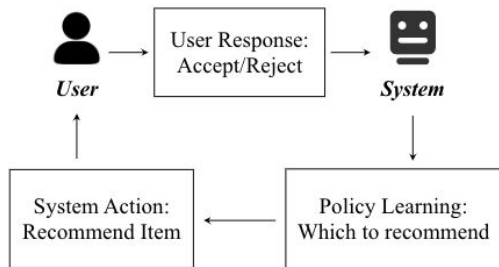 User Response:
Accept/Reject
User
System
System Action:
Recommend Item
Policy Learning:
Which to recommend